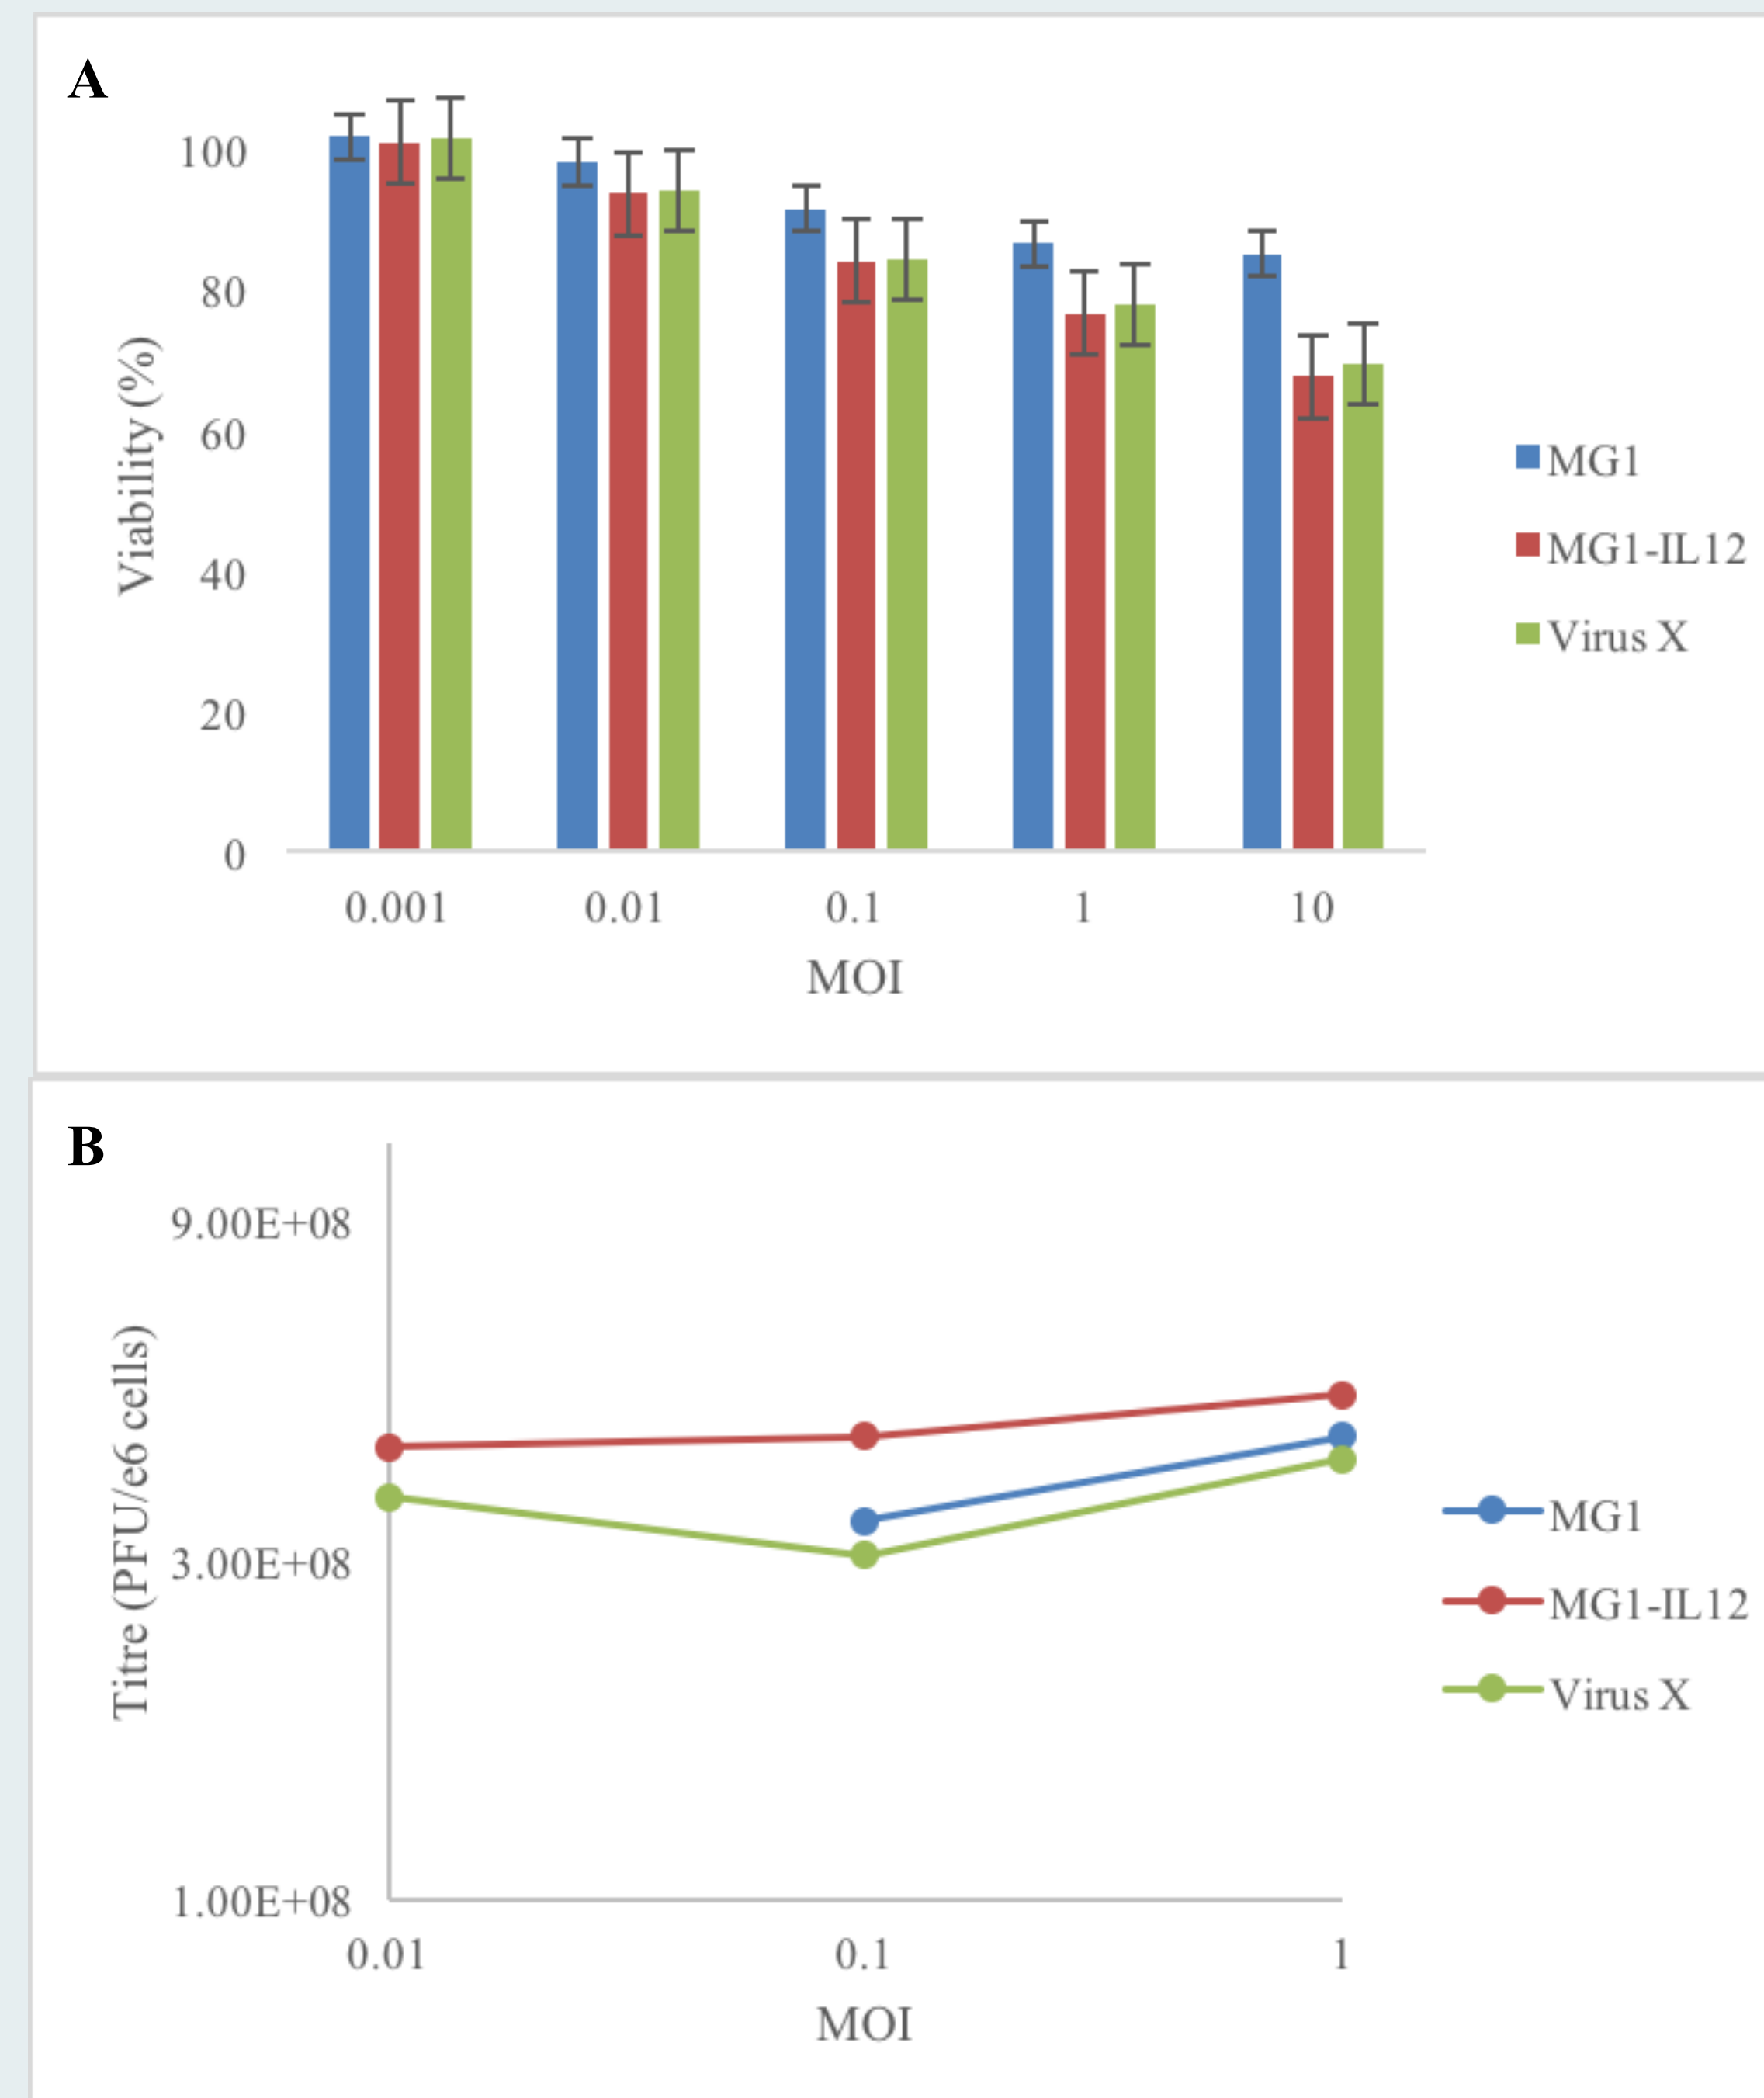 A
100
80
60
40
20
0
Viability (%)
0.001 0.01 0.1 1 10
MOI
MG1
MG1-IL12
Virus X
B
9.00E+08
3.00E+08
1.00E+08
Titre (PFU/e6 cells)
0.01 0.1 1
MOI
MG1
MG1-IL12
Virus X